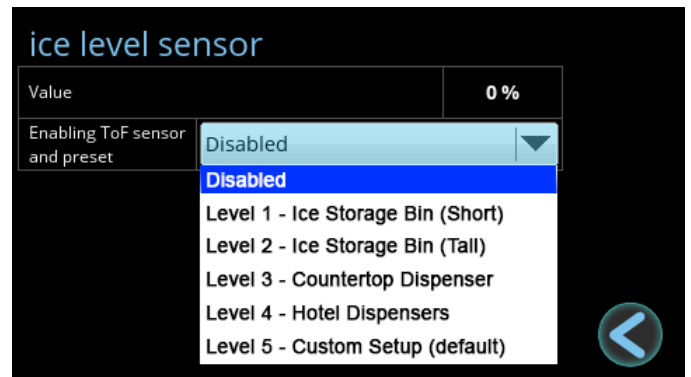 ice level sensor
Value 0 %
Enabling ToF sensor
and preset
Disabled
Disabled
Level 1 - Ice Storage Bin (Short)
Level 2 - Ice Storage Bin (Tall)
Level 3 - Countertop Dispenser
Level 4 - Hotel Dispensers
Level 5 - Custom Setup (default)